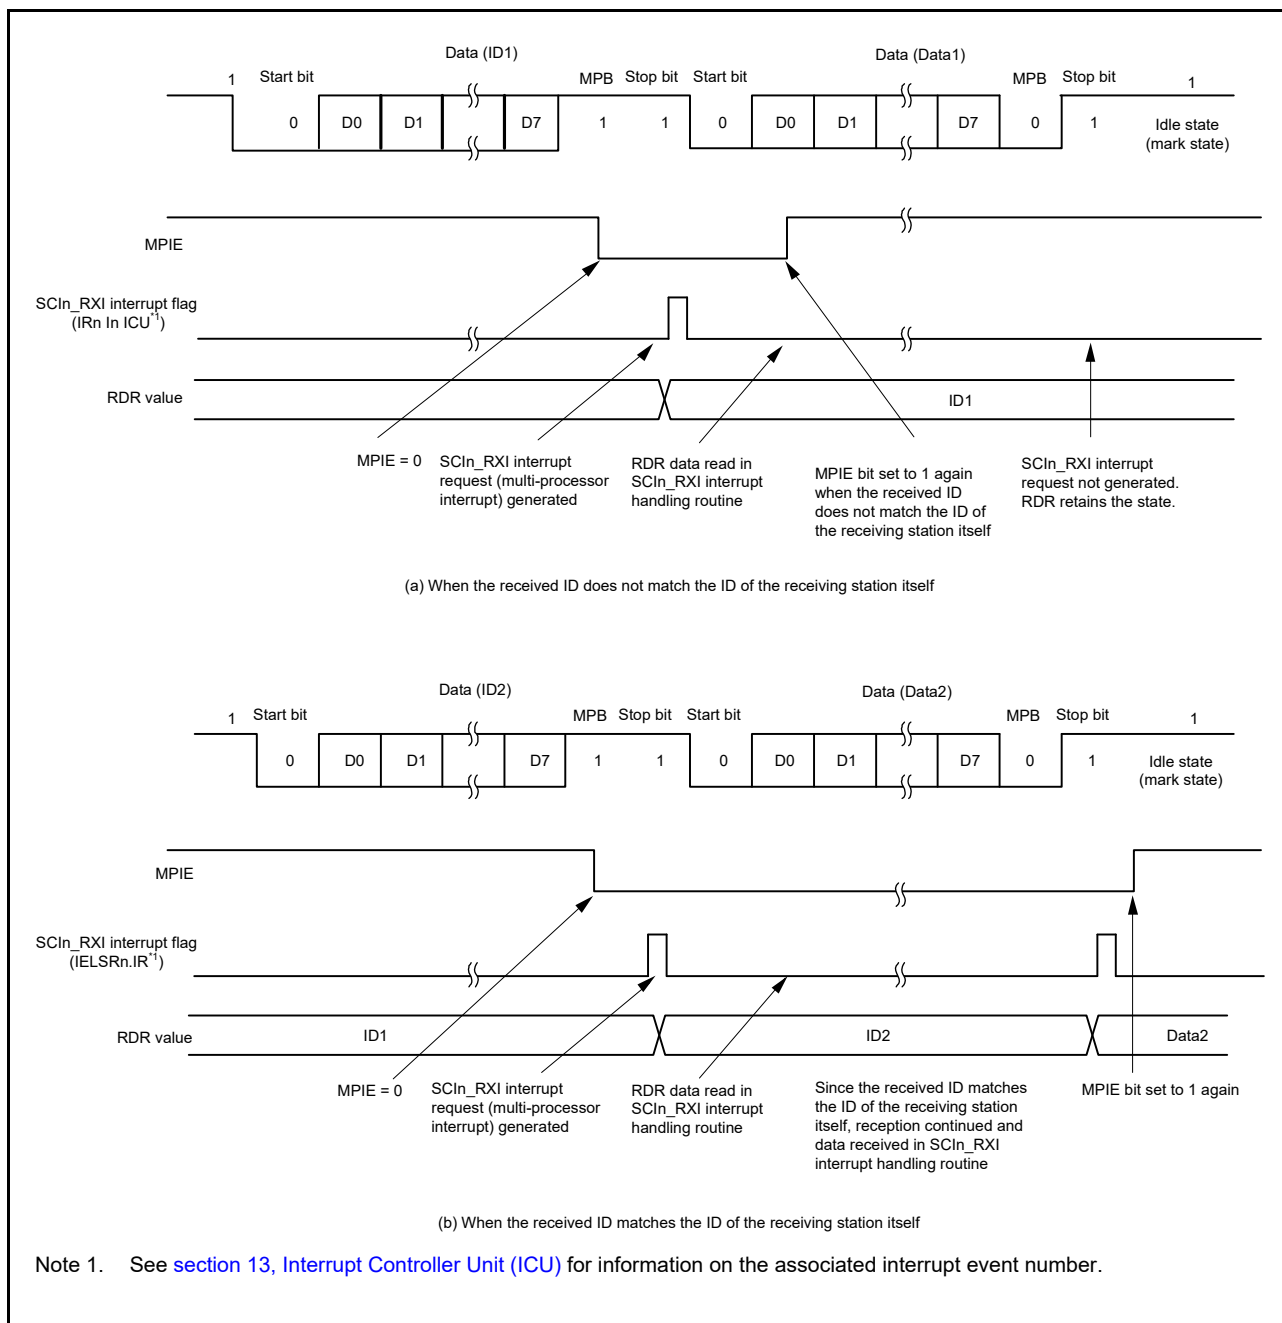 Data (ID1)
Data (Data1)
1 Start bit MPB Stop bit Start bit MPB Stop bit 1
0 D0 D1 D7 1 1 0 D0 D1 D7 0 1 Idle state
(mark state)
MPIE
SCIn_RXI interrupt flag
(IRn In ICU*1)
RDR value
ID1
MPIE = 0
SCIn_RXI interrupt
request (multi-processor
interrupt) generated
RDR data read in
SCIn_RXI interrupt
handling routine
MPIE bit set to 1 again
when the received ID
does not match the ID of
the receiving station itself
SCIn_RXI interrupt
request not generated.
RDR retains the state.
(a) When the received ID does not match the ID of the receiving station itself
Data (ID2)
Data (Data2)
1 Start bit MPB Stop bit Start bit MPB Stop bit 1
0 D0 D1 D7 1 1 0 D0 D1 D7 0 1 Idle state
(mark state)
MPIE
SCIn_RXI interrupt flag
(IELSRn.IR*1)
RDR value
ID1 ID2 Data2
MPIE = 0
SCIn_RXI interrupt
request (multi-processor
interrupt) generated
RDR data read in
SCIn_RXI interrupt
handling routine
Since the received ID matches
the ID of the receiving station
itself, reception continued and
data received in SCIn_RXI
interrupt handling routine
MPIE bit set to 1 again
(b) When the received ID matches the ID of the receiving station itself
Note 1. See section 13, Interrupt Controller Unit (ICU) for information on the associated interrupt event number.